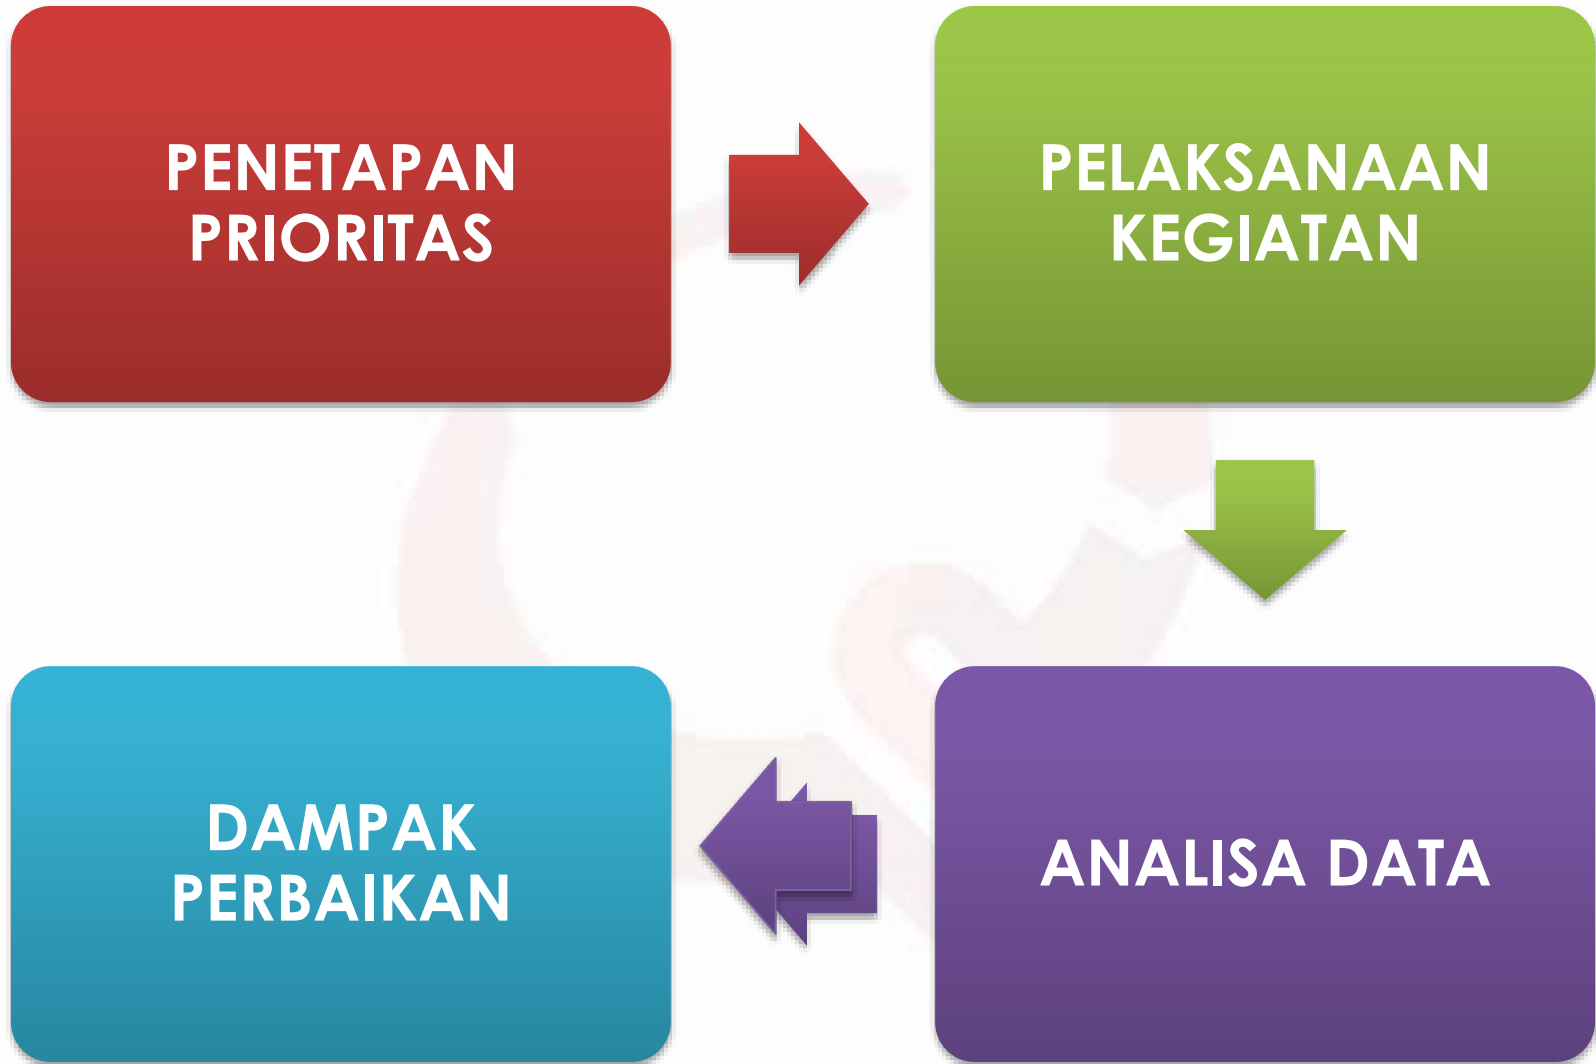 PENETAPAN
PRIORITAS
PELAKSANAAN
KEGIATAN
ANALISA DATA
DAMPAK
PERBAIKAN